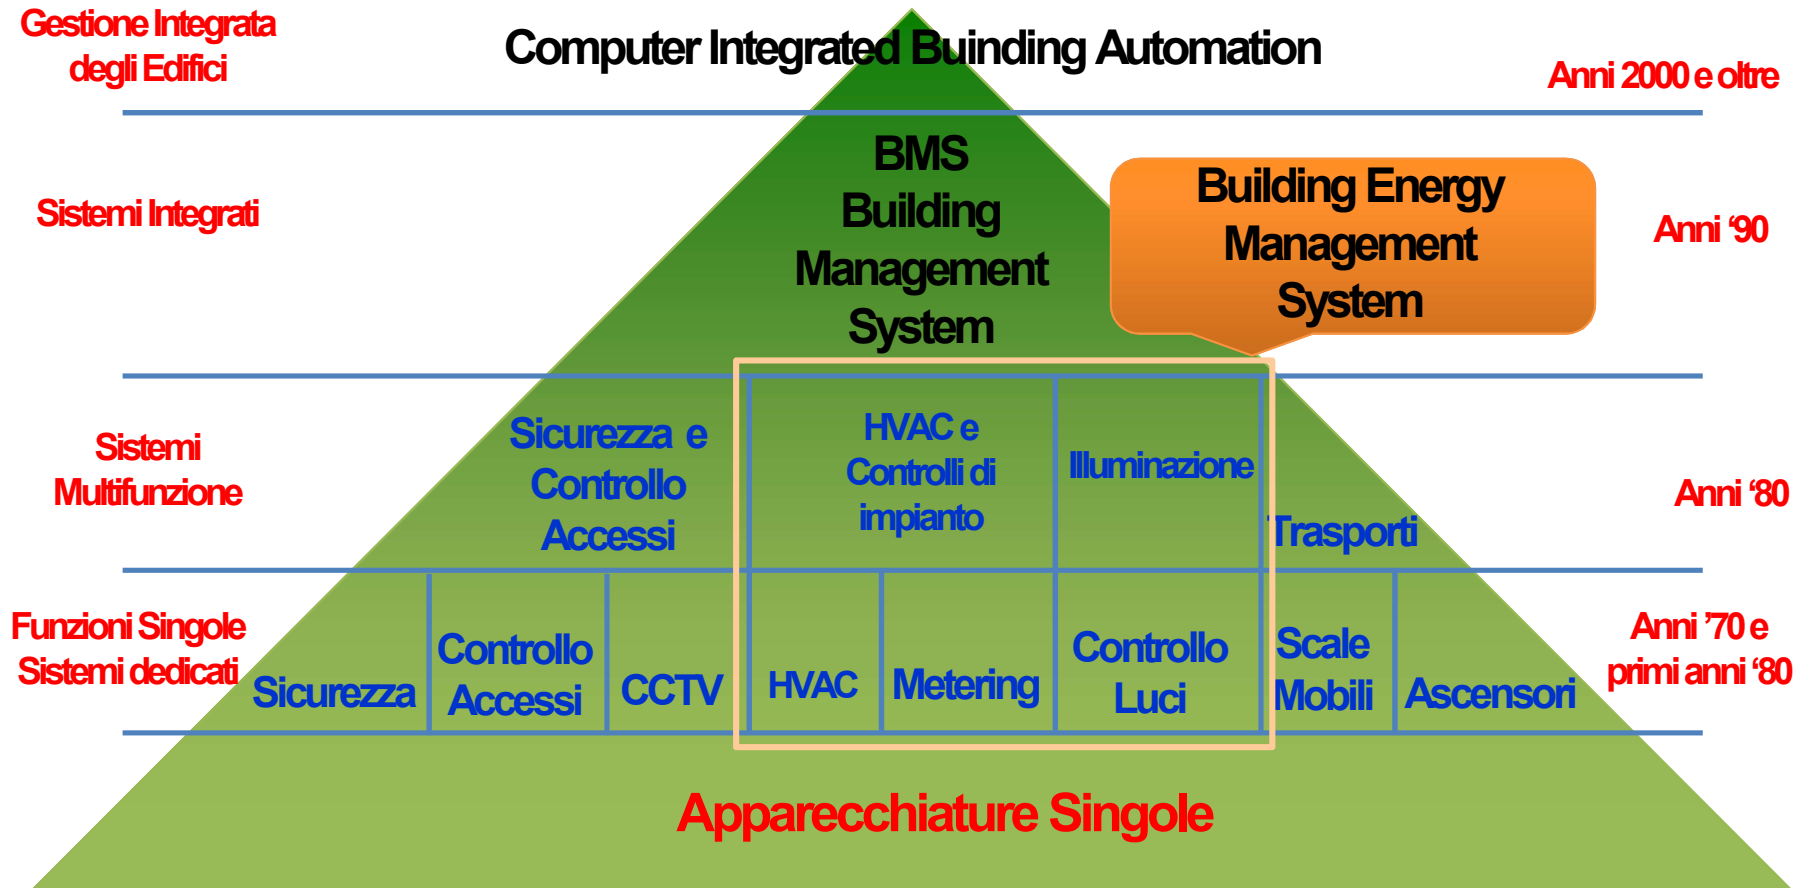 Gestione Integrata
degli Edifici
Computer Integrated Buinding Automation
Anni 2000 e oltre
Sistemi Integrati
BMS
Building
Management
System
Building Energy
Management
System
Anni ‘90
Sistemi
Multifunzione
Sicurezza e
Controllo
Accessi
HVAC e
Controlli di
impianto
Illuminazione
Trasporti
Anni ‘80
Funzioni Singole
Sistemi dedicati
Sicurezza
Controllo
Accessi
CCTV
HVAC
Metering
Controllo
Luci
Scale
Mobili
Ascensori
Anni ’70 e
primi anni ‘80
Apparecchiature Singole